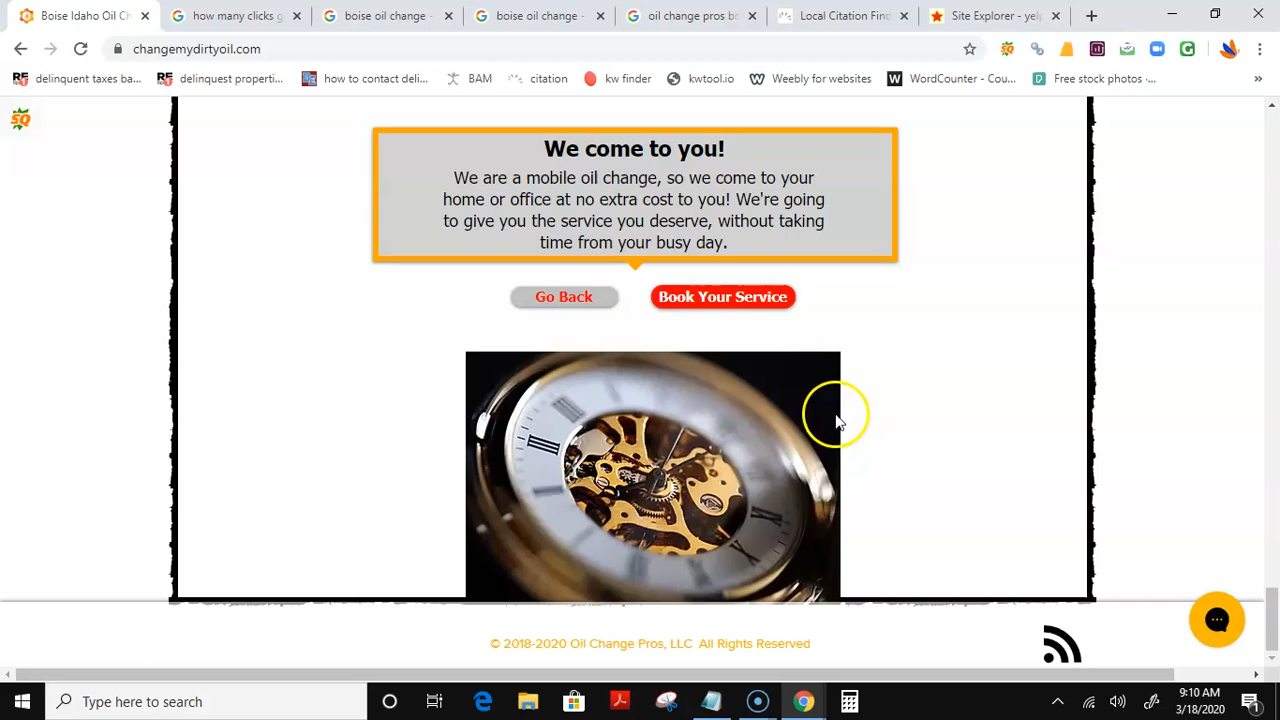 Boise Idaho Oil Ch
how many clicks g
boise oil change -
boise oil change -
oil change pros bo
Local Citation Find
Site Explorer - yelp
changemydirtyoil.com
delinquent taxes ba...
delinquest properti...
how to contact deli...
BAM
citation
kw finder
kwtool.io
Weebly for websites
WordCounter - Cou...
Free stock photos -...
SQ
We come to you!
We are a mobile oil change, so we come to your
home or office at no extra cost to you! We're going
to give you the service you deserve, without taking
time from your busy day.
Go Back
Book Your Service
© 2018-2020 Oil Change Pros, LLC All Rights Reserved
Type here to search
9:10 AM
3/18/2020